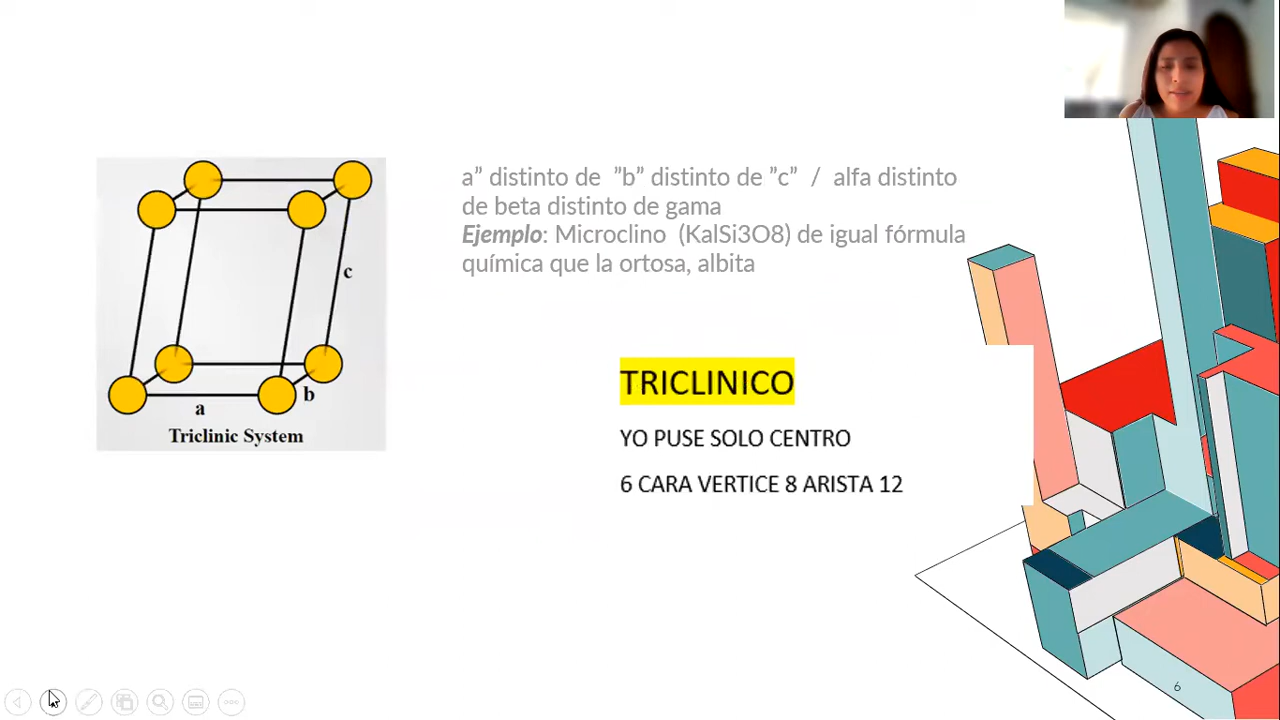 a” distinto de ”b” distinto de ”c” / alfa distinto
de beta distinto de gama
Ejemplo: Microclino (KalSi3O8) de igual fórmula
química que la ortosa, albita
c
b
a
Triclinic System
TRICLINICO
YO PUSE SOLO CENTRO
6 CARA VERTICE 8 ARISTA 12
6